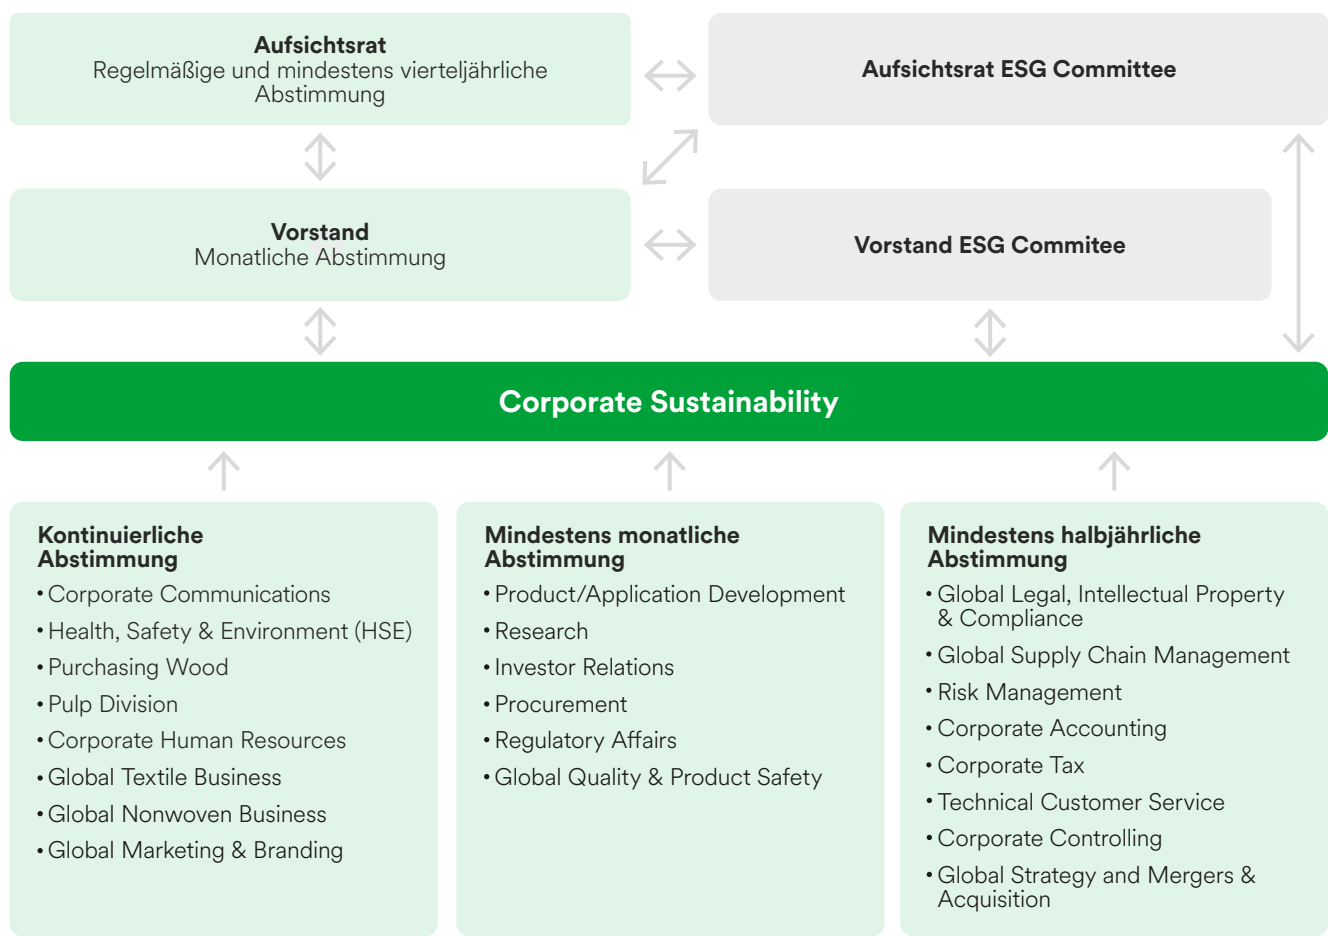 Aufsichtsrat
Regelmäßige und mindestens vierteljährliche
Abstimmung
Aufsichtsrat ESG Committee
Vorstand
Monatliche Abstimmung
Vorstand ESG Commitee
Corporate Sustainability
Kontinuierliche
Abstimmung
• Corporate Communications
• Health, Safety & Environment (HSE)
• Purchasing Wood
• Pulp Division
• Corporate Human Resources
• Global Textile Business
• Global Nonwoven Business
• Global Marketing & Branding
Mindestens monatliche
Abstimmung
• Product/Application Development
• Research
• Investor Relations
• Procurement
• Regulatory Affairs
• Global Quality & Product Safety
Mindestens halbjährliche
Abstimmung
• Global Legal, Intellectual Property
& Compliance
• Global Supply Chain Management
• Risk Management
• Corporate Accounting
• Corporate Tax
• Technical Customer Service
• Corporate Controlling
• Global Strategy and Mergers &
Acquisition